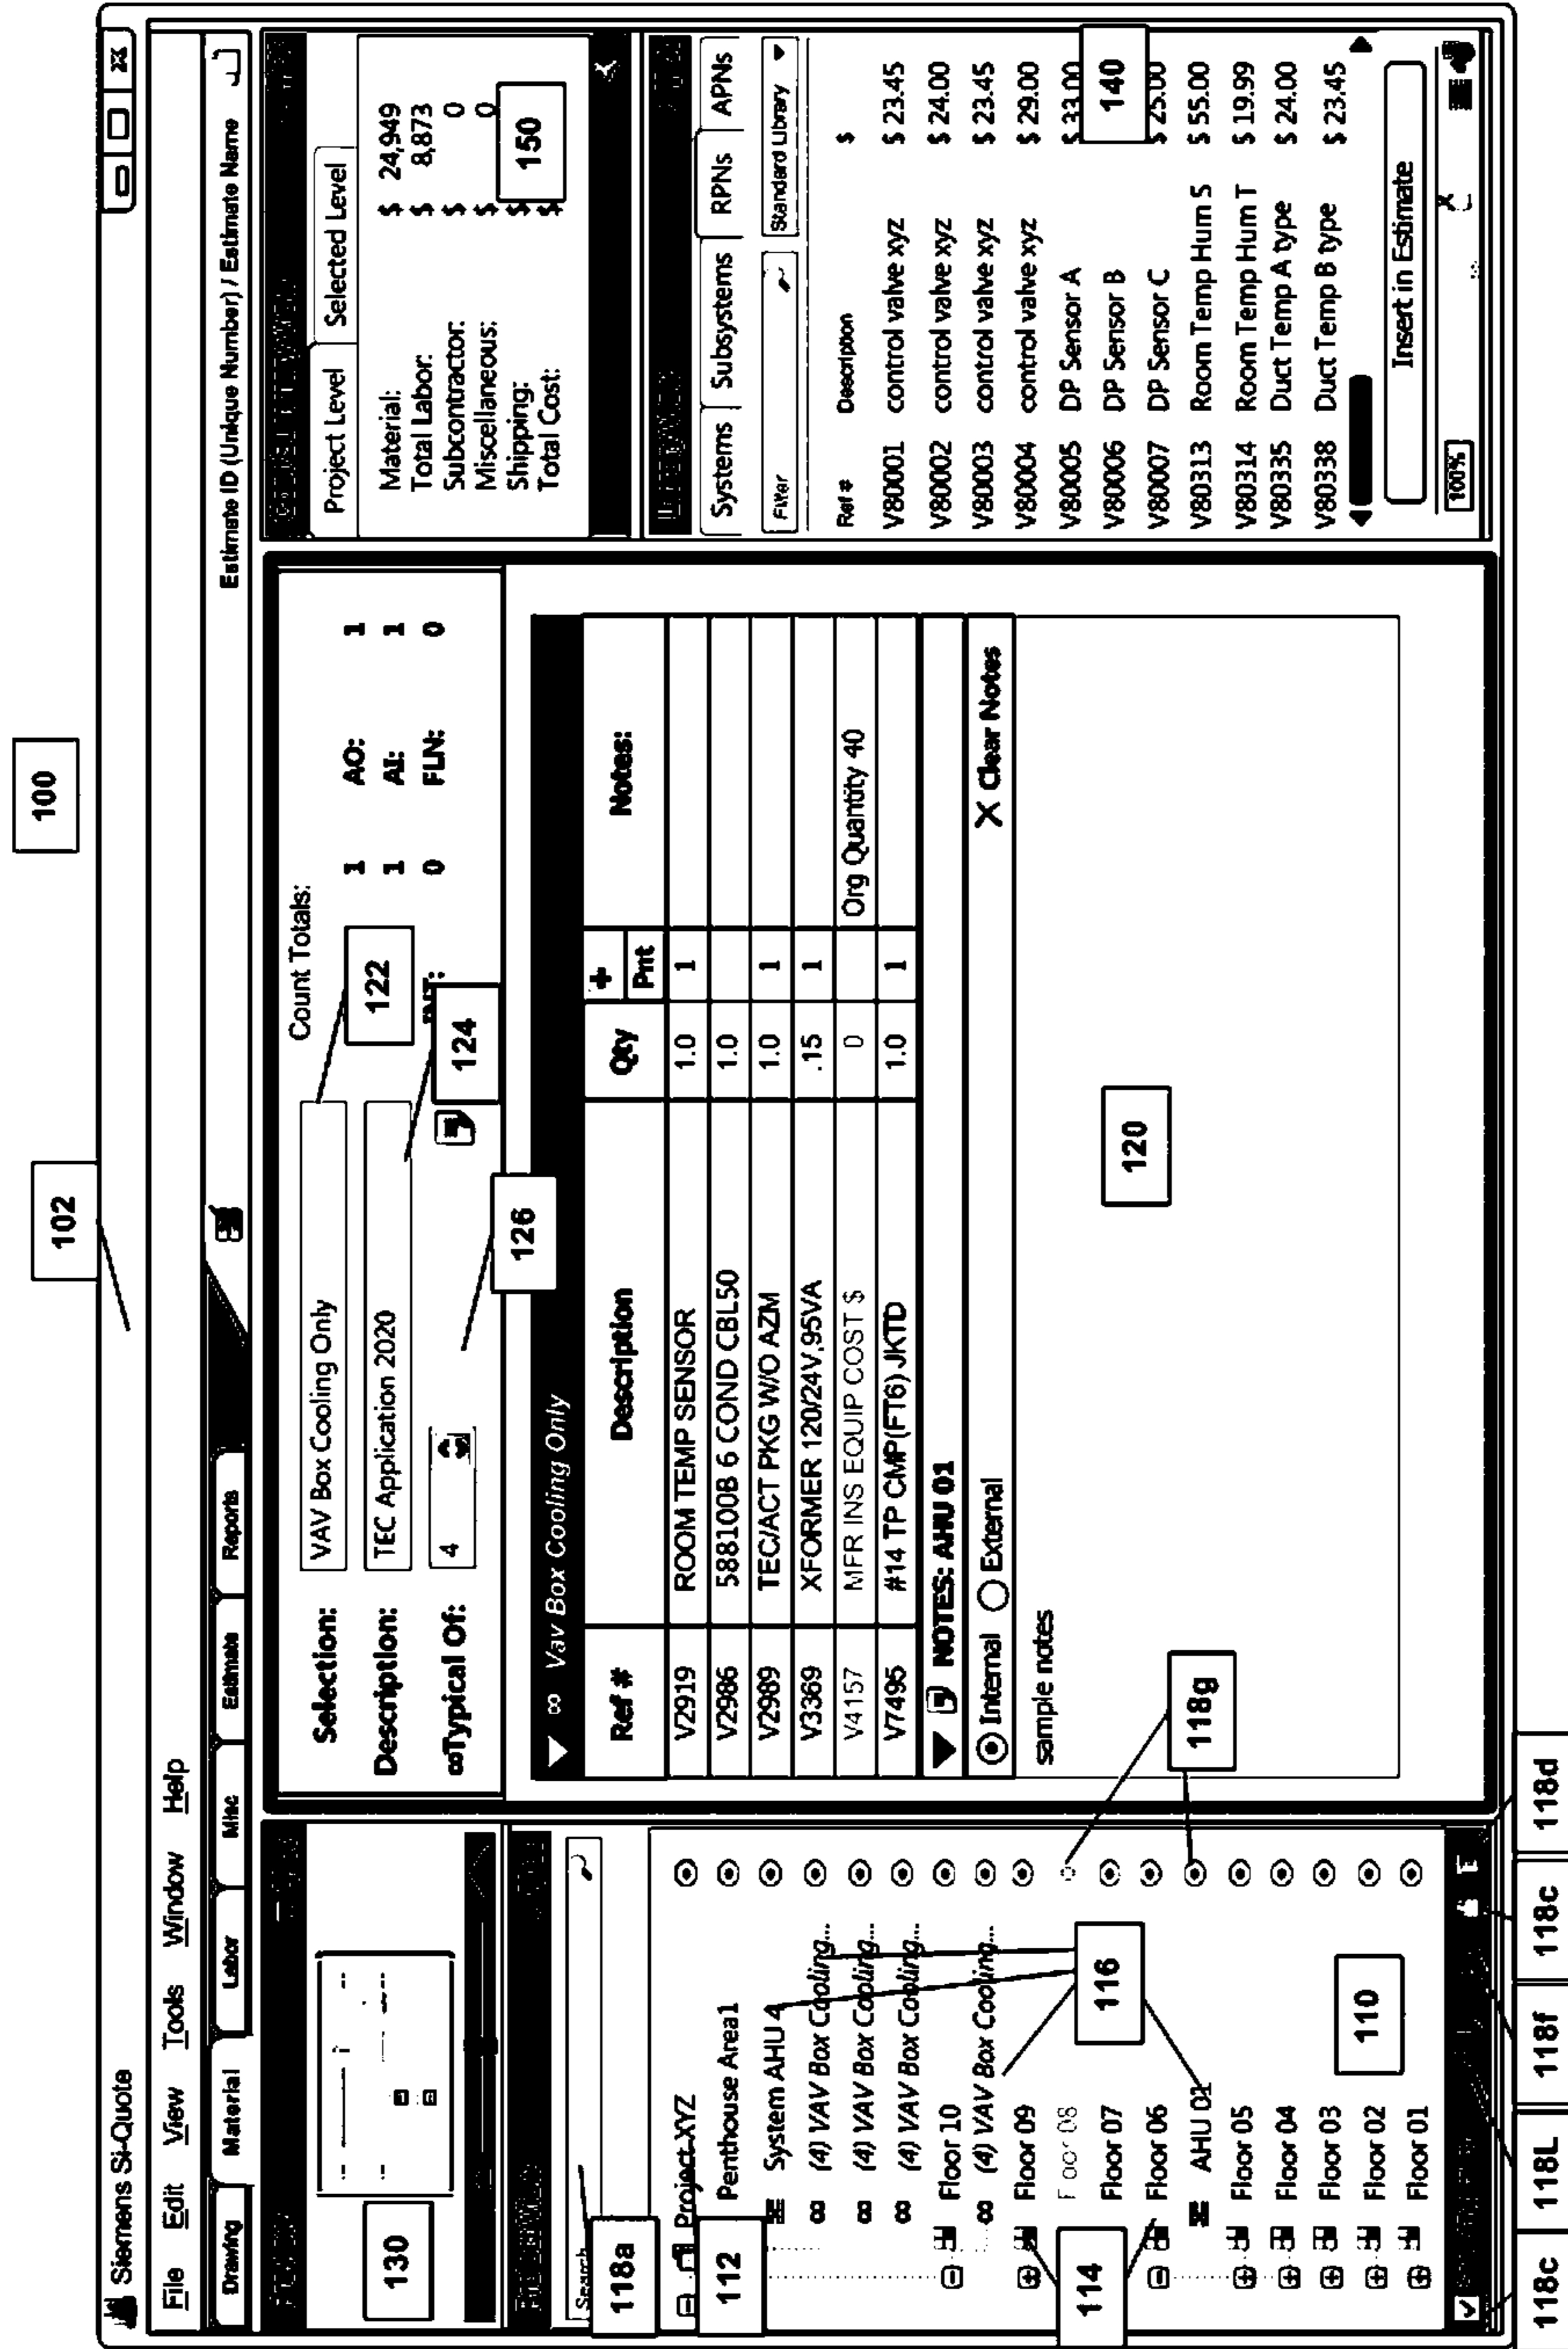 100
102
Siemens Si-Quote
File Edit View Tools Window Help
Drawing Material Labor Misc Estimate Reports
Estimate ID (Unique Number) / Estimate Name
130
Search
118a
Project XYZ
112
Penthouse Area1
System AHU 4
(4) VAV Box Cooling...
(4) VAV Box Cooling...
(4) VAV Box Cooling...
Floor 10
(4) VAV Box Cooling...
Floor 09
Floor 08
Floor 07
Floor 06
AHU 01
Floor 05
Floor 04
Floor 03
Floor 02
Floor 01
114
116
110
118g
118c 118L 118f 118c 118d
Selection: VAV Box Cooling Only
Description: TEC Application 2020
∞Typical Of: 4
Count Totals:
1 AO: 1
1 AI: 1
INT: 0 FLN: 0
122
124
126
∞ Vav Box Cooling Only
Ref # Description Qty + Pnt Notes:
V2919 ROOM TEMP SENSOR 1.0 1
V2986 588100B 6 COND CBL50 1.0
V2989 TEC/ACT PKG W/O AZM 1.0 1
V3369 XFORMER 120/24V,95VA .15 1
V4157 MFR INS EQUIP COST $ 0 Org Quantity 40
V7495 #14 TP CMP(FT6) JKTD 1.0 1
NOTES: AHU 01
Internal External X Clear Notes
sample notes
120
Project Level Selected Level
Material: $ 24,949
Total Labor: $ 8,873
Subcontractor: $ 0
Miscellaneous: $ 0
Shipping: $
Total Cost: $
150
Systems Subsystems RPNs APNs
Filter Standard Library
Ref # Description $
V80001 control valve xyz $ 23.45
V80002 control valve xyz $ 24.00
V80003 control valve xyz $ 23.45
V80004 control valve xyz $ 29.00
V80005 DP Sensor A $ 33.00
V80006 DP Sensor B
V80007 DP Sensor C $ 25.00
V80313 Room Temp Hum S $ 55.00
V80314 Room Temp Hum T $ 19.99
V80335 Duct Temp A type $ 24.00
V80338 Duct Temp B type $ 23.45
140
Insert in Estimate
100%